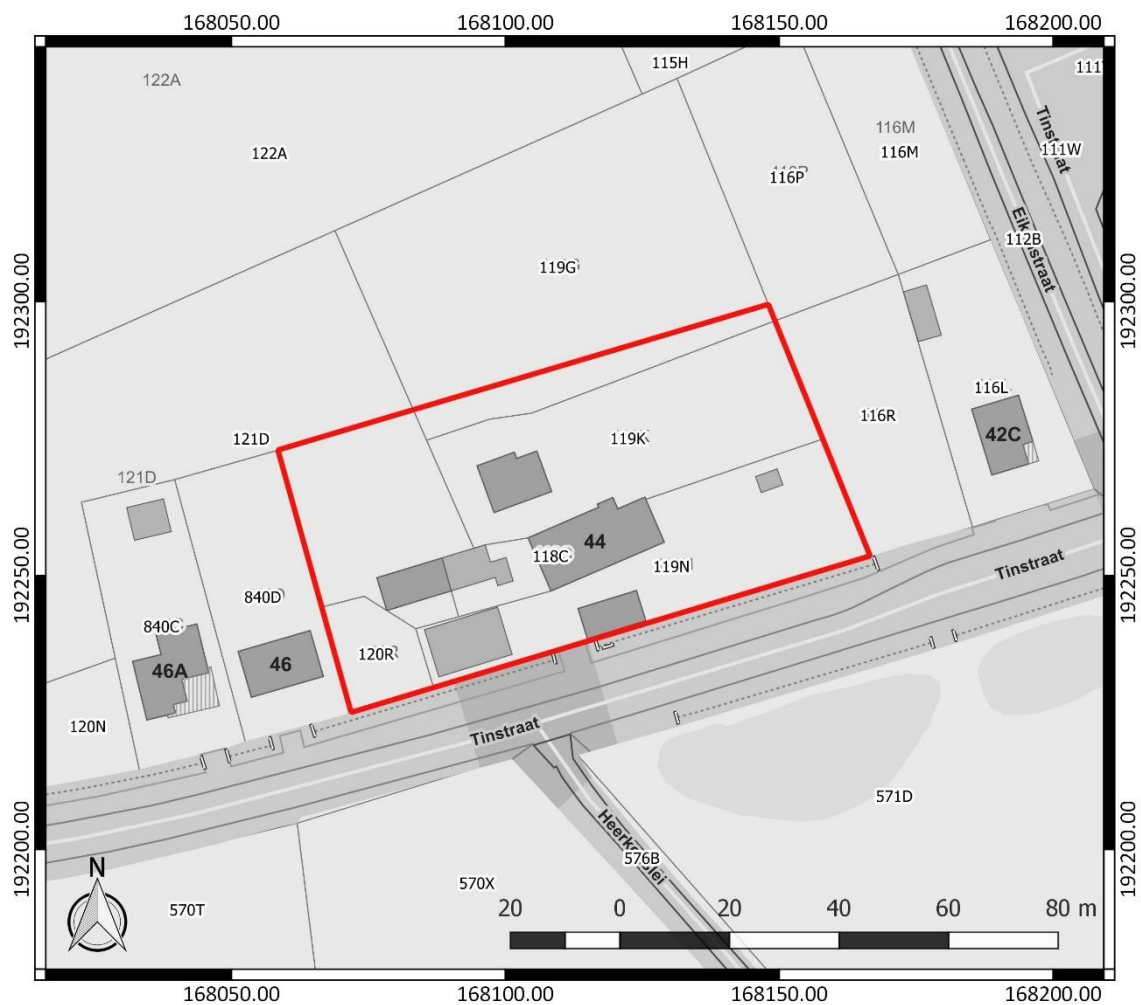 168050.00 168100.00 168150.00 168200.00
115H
122A
122A
116M
116M
116P
Tinstraat
111W
112B
119G
192300.00
192300.00
116L
42C
116R
121D
121D
119K
44
118C
119N
192250.00
192250.00
Tinstraat
840D
840C
46A
46
120R
120N
Tinstraat
571D
576B
192200.00
192200.00
570X
570T
N
20 0 20 40 60 80 m
168050.00 168100.00 168150.00 168200.00